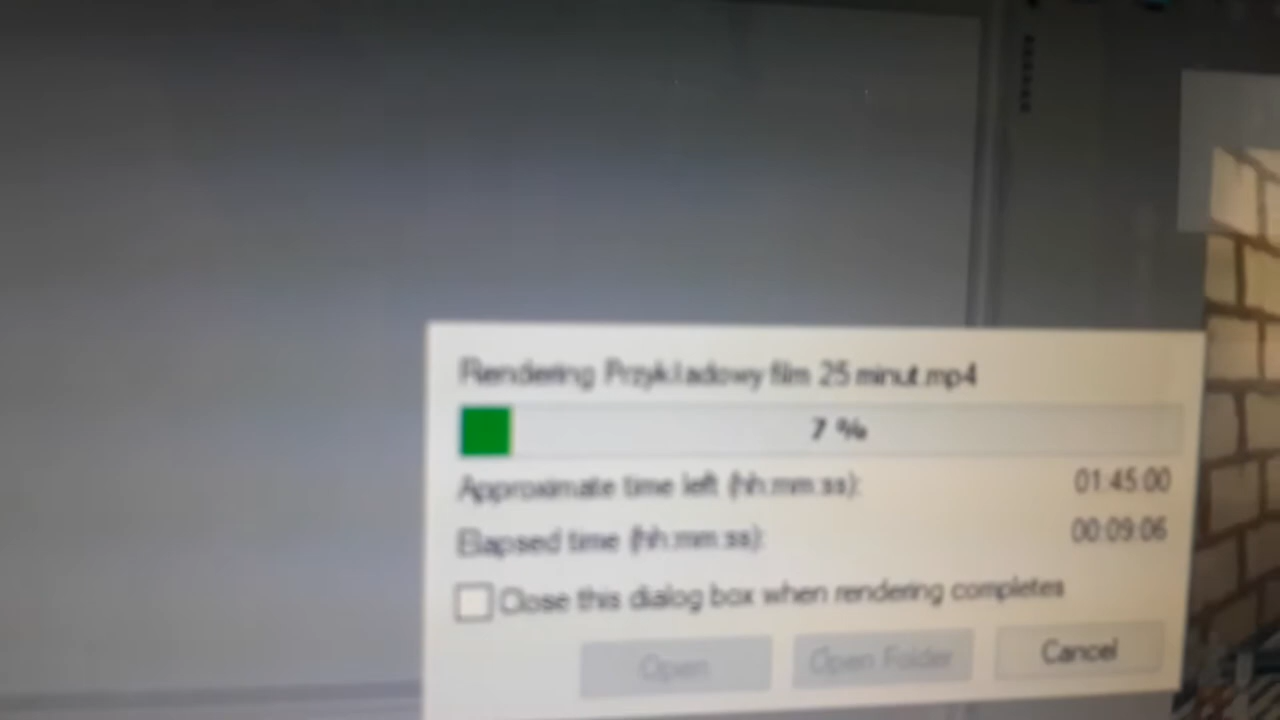 Rendering Przykładowy film 25 minut.mp4
7 %
Approximate time left (hh:mm:ss): 01:45:00
Elapsed time (hh:mm:ss): 00:09:06
Close this dialog box when rendering completes
Open Open Folder Cancel